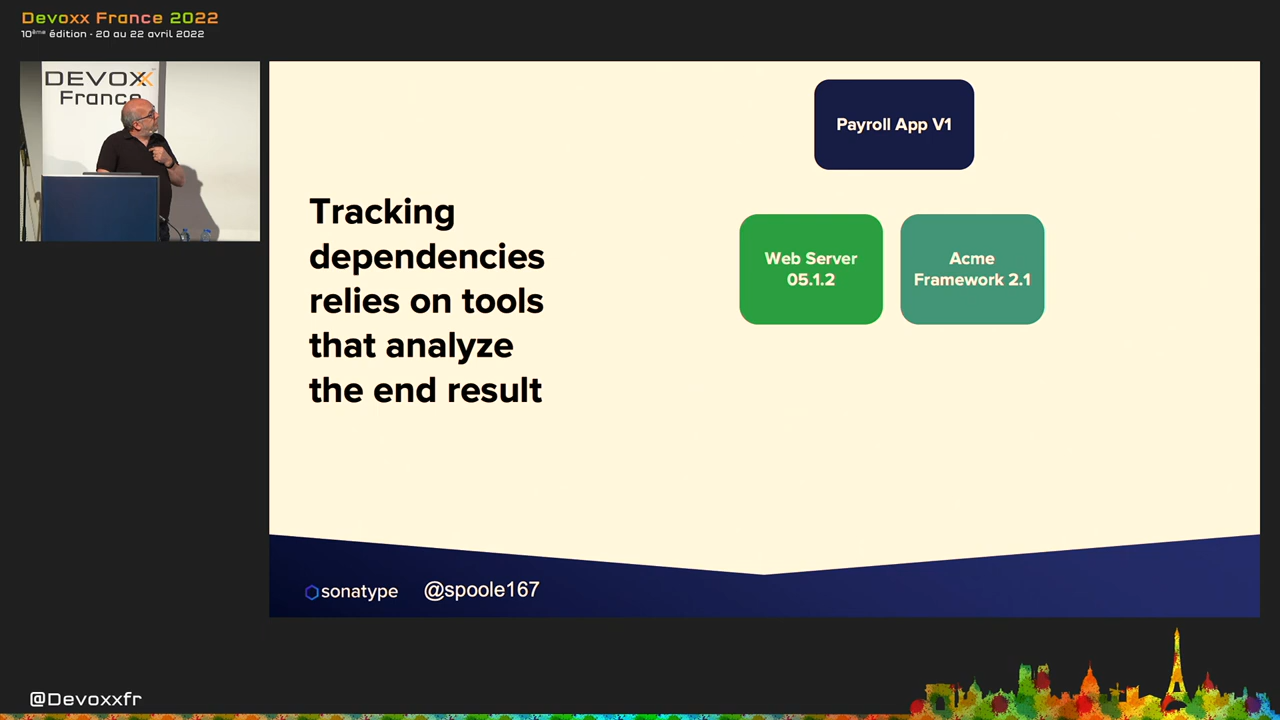 Devoxx France 2022
10ème édition - 20 au 22 avril 2022
DEVOXX
France
Payroll App V1
Tracking
dependencies
relies on tools
that analyze
the end result
Web Server
05.1.2
Acme
Framework 2.1
sonatype
@spoole167
@Devoxxfr